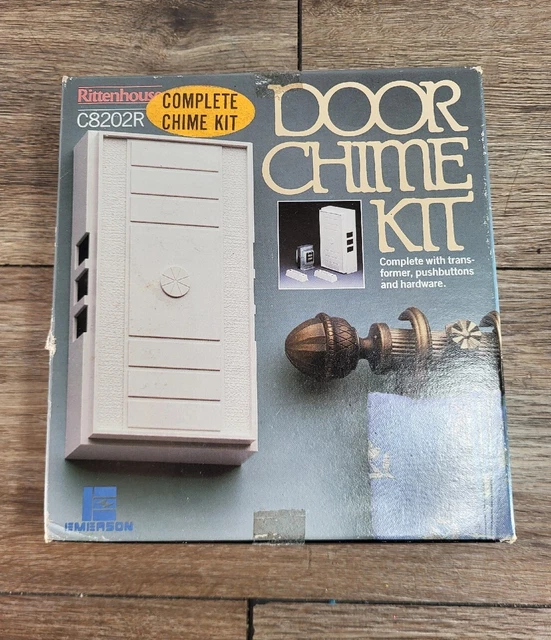 Rittenhouse
C8202R
COMPLETE
CHIME KIT
DOOR
CHIME
KIT
Complete with trans-
former, pushbuttons
and hardware.
EMERSON